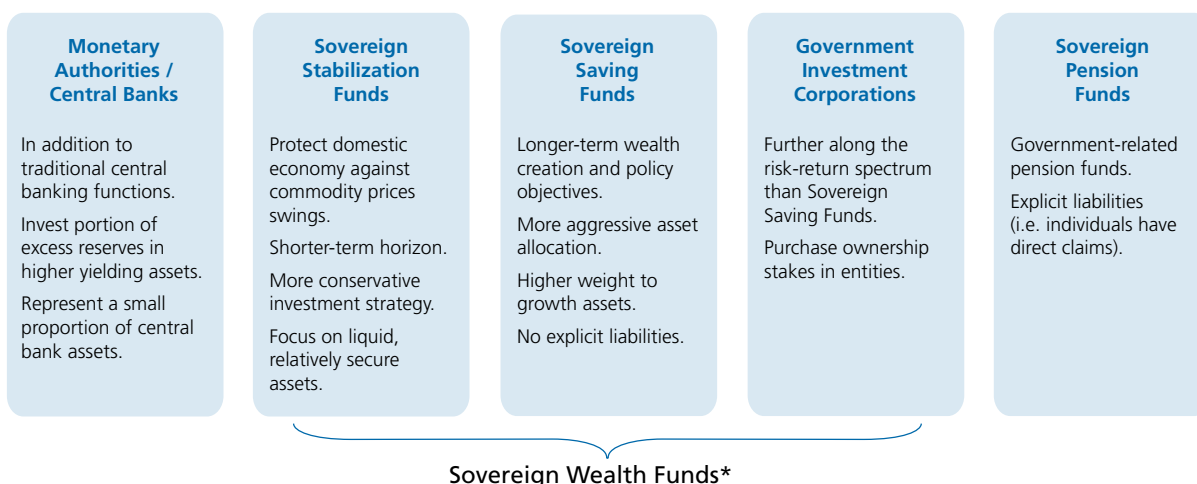 Monetary
Authorities /
Central Banks
In addition to
traditional central
banking functions.
Invest portion of
excess reserves in
higher yielding assets.
Represent a small
proportion of central
bank assets.
Sovereign
Stabilization
Funds
Protect domestic
economy against
commodity prices
swings.
Shorter-term horizon.
More conservative
investment strategy.
Focus on liquid,
relatively secure
assets.
Sovereign
Saving
Funds
Longer-term wealth
creation and policy
objectives.
More aggressive asset
allocation.
Higher weight to
growth assets.
No explicit liabilities.
Government
Investment
Corporations
Further along the
risk-return spectrum
than Sovereign
Saving Funds.
Purchase ownership
stakes in entities.
Sovereign
Pension
Funds
Government-related
pension funds.
Explicit liabilities
(i.e. individuals have
direct claims).
Sovereign Wealth Funds*